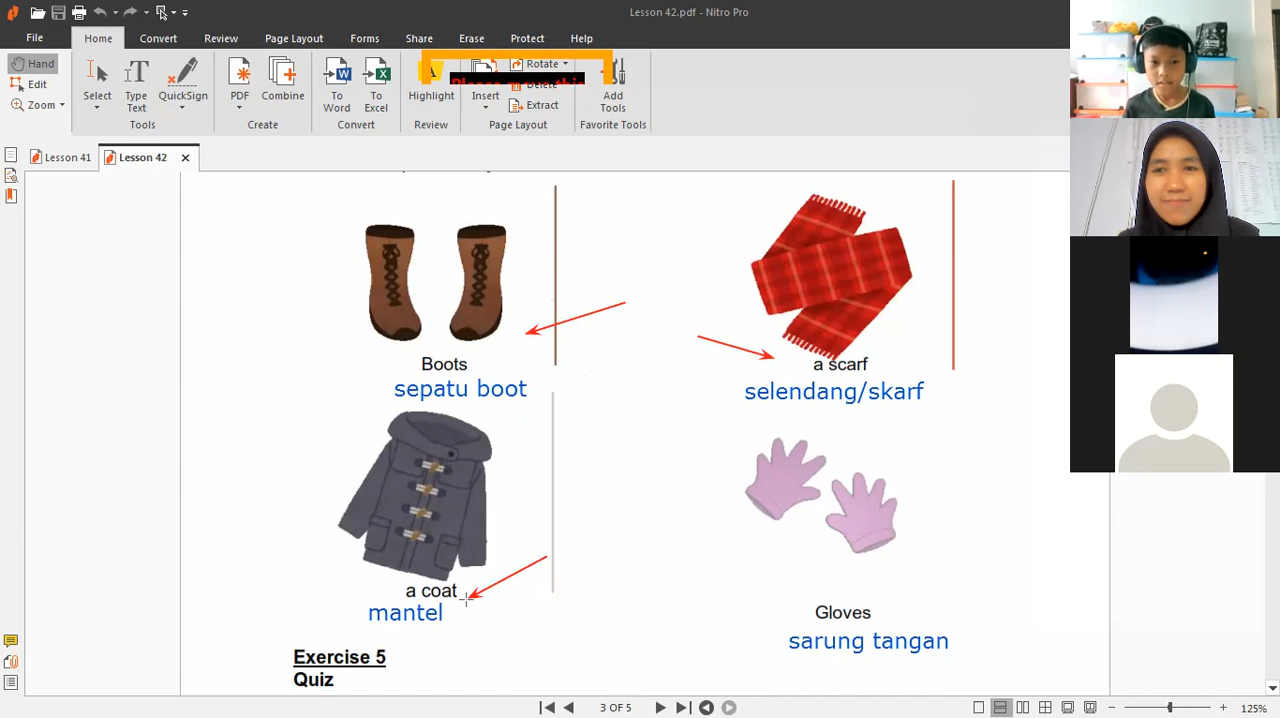 Lesson 42.pdf - Nitro Pro
File Home Convert Review Page Layout Forms Share Erase Protect Help
Hand
Edit
Zoom
Select
Type Text
QuickSign
Tools
PDF
Combine
Create
To Word
To Excel
Convert
Highlight
Review
Insert
Rotate
Delete
Extract
Page Layout
Add Tools
Favorite Tools
Lesson 41 Lesson 42
Boots
sepatu boot
a scarf
selendang/skarf
a coat
mantel
Gloves
sarung tangan
Exercise 5
Quiz
3 OF 5
125%